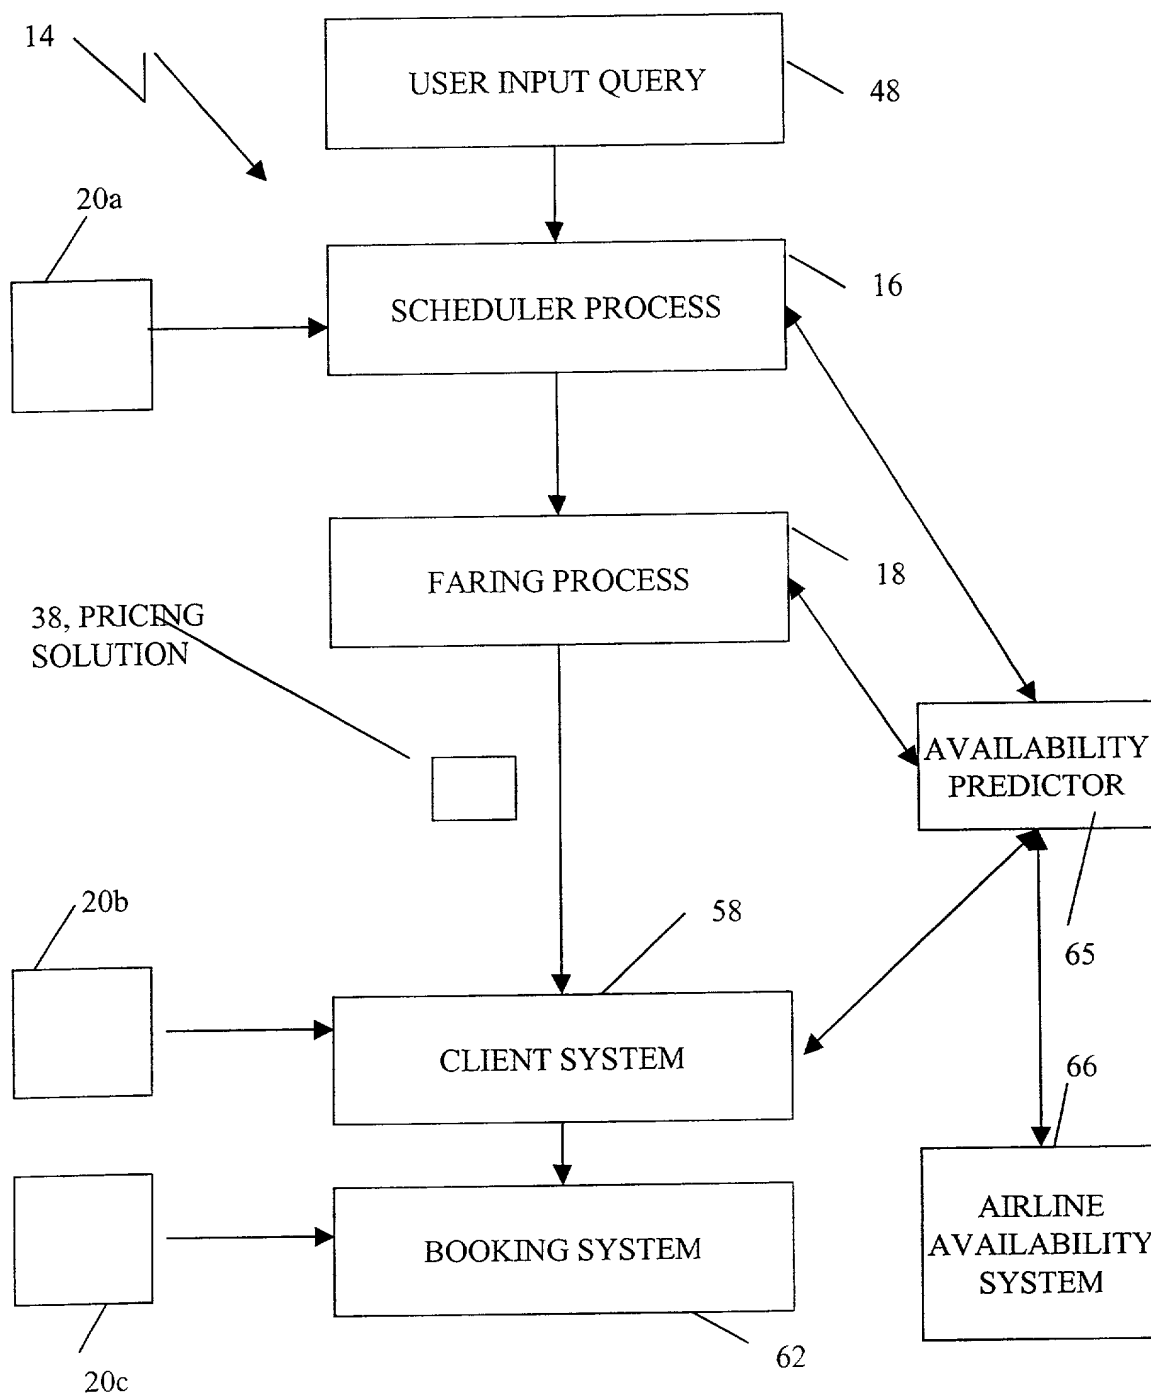 14
USER INPUT QUERY
48
20a
SCHEDULER PROCESS
16
FARING PROCESS
18
38, PRICING
SOLUTION
AVAILABILITY
PREDICTOR
20b
58
65
CLIENT SYSTEM
66
AIRLINE
AVAILABILITY
SYSTEM
BOOKING SYSTEM
62
20c